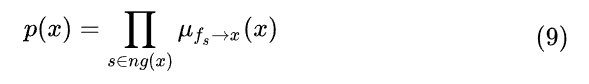 p(x) = ∏_{s∈ng(x)} μ_{f_s→x}(x) (9)